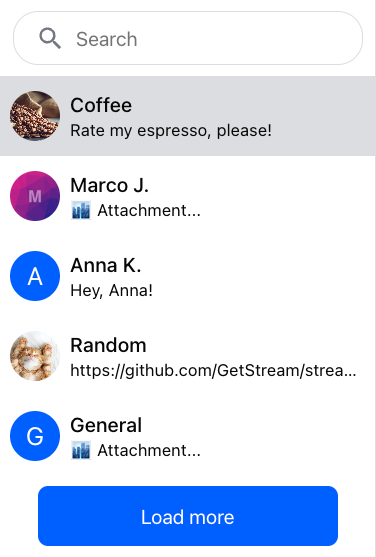 Search
Coffee
Rate my espresso, please!
M
Marco J.
🏙️ Attachment...
A
Anna K.
Hey, Anna!
Random
https://github.com/GetStream/strea...
G
General
🏙️ Attachment...
Load more